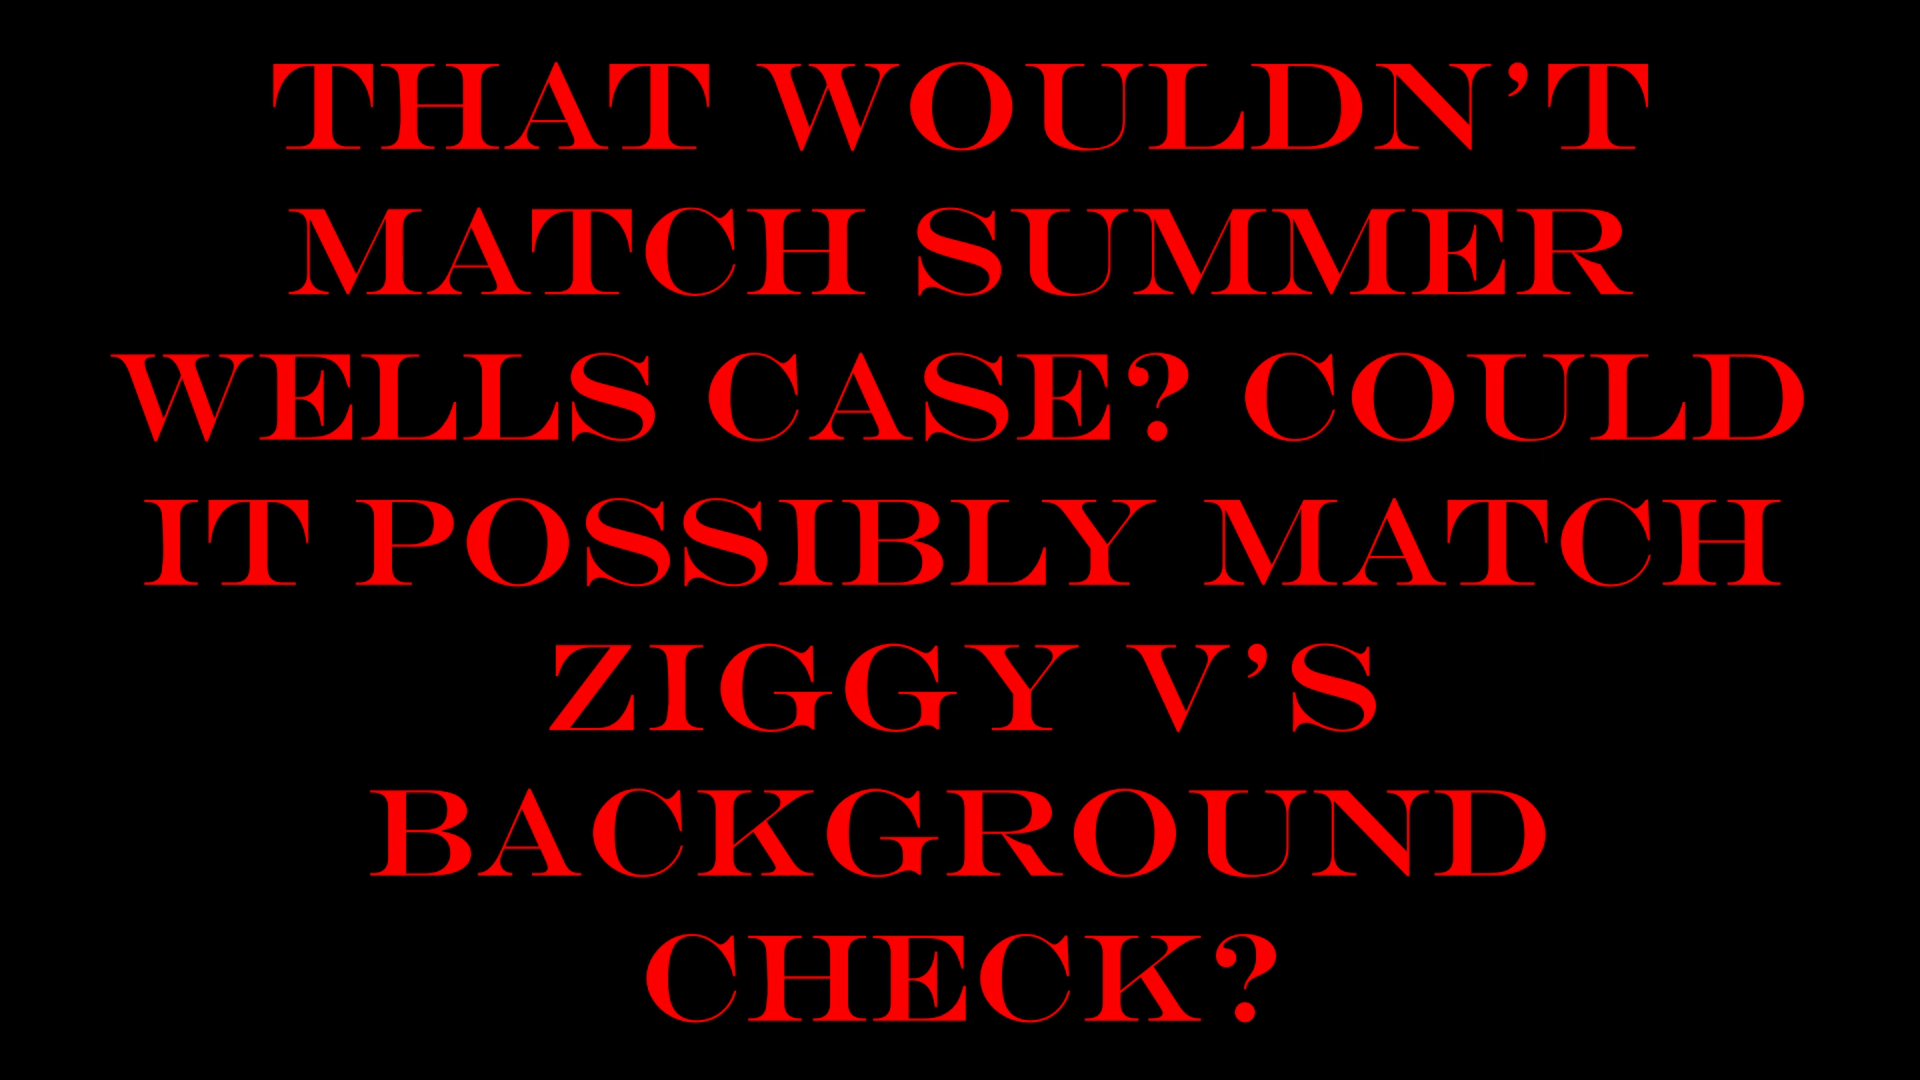 THAT WOULDN’T
MATCH SUMMER
WELLS CASE? COULD
IT POSSIBLY MATCH
ZIGGY V’S
BACKGROUND
CHECK?